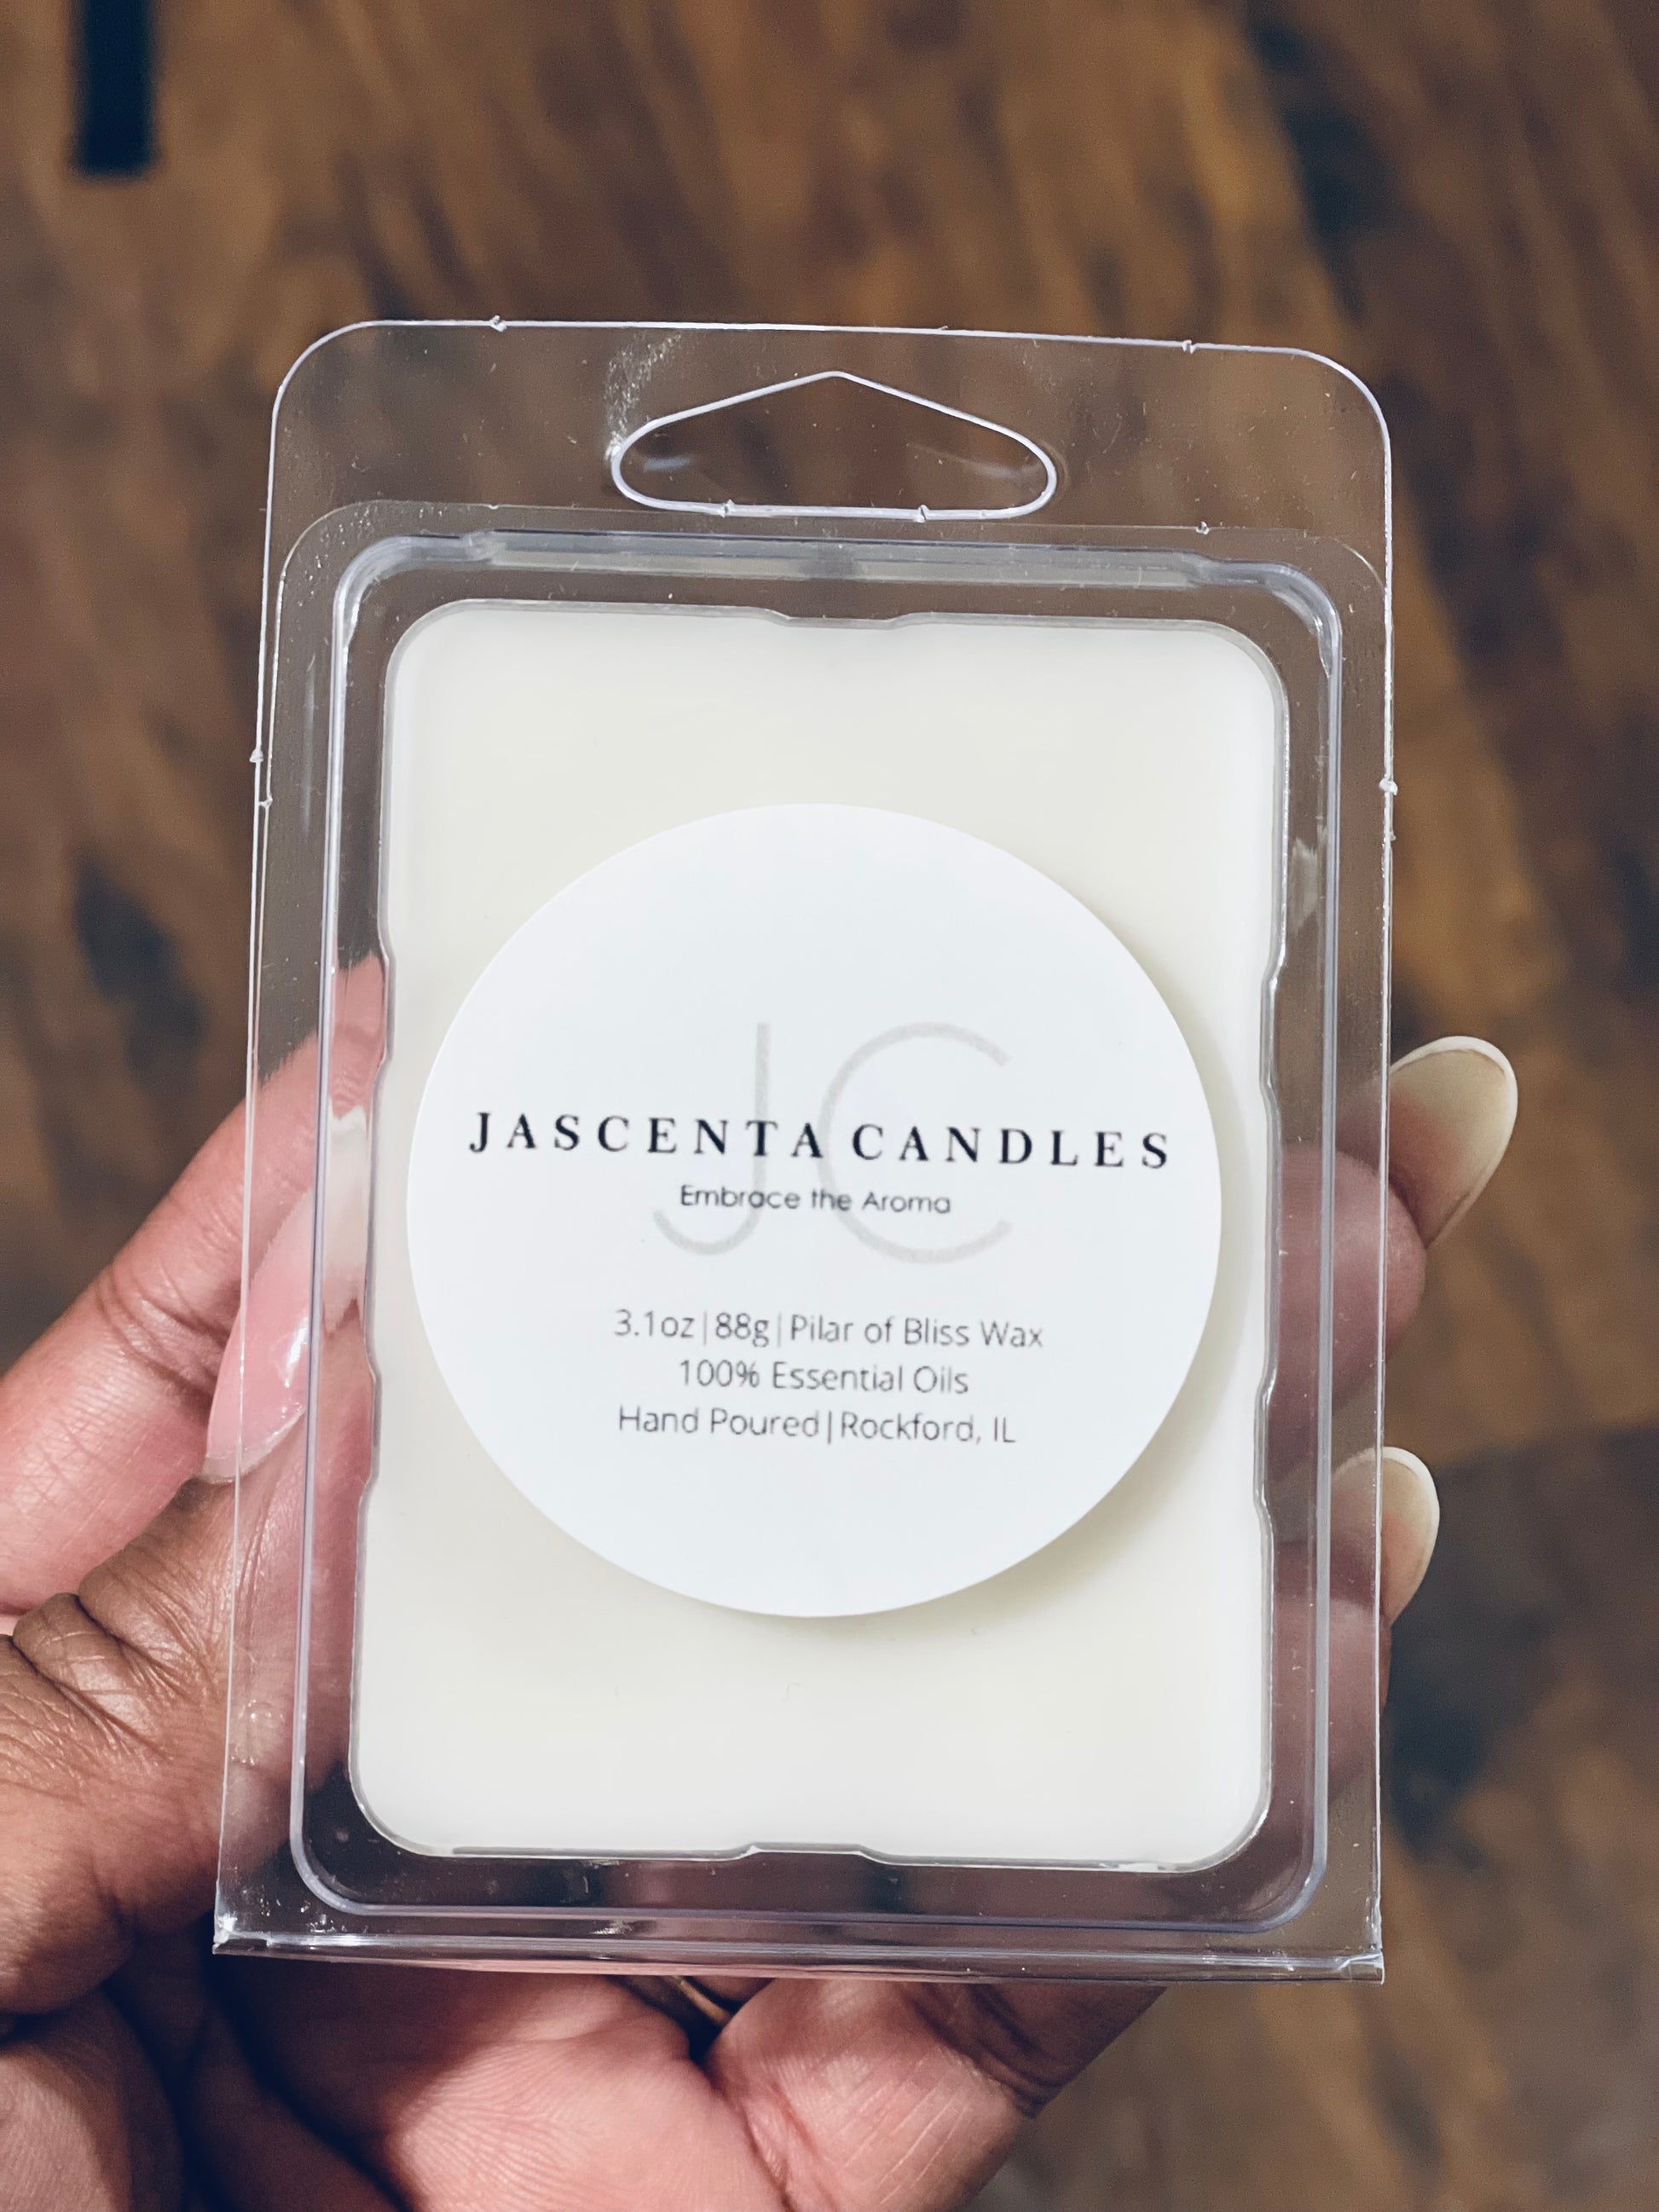 JC
JASCENTA CANDLES
Embrace the Aroma
3.1oz|88g|Pilar of Bliss Wax
100% Essential Oils
Hand Poured|Rockford, IL